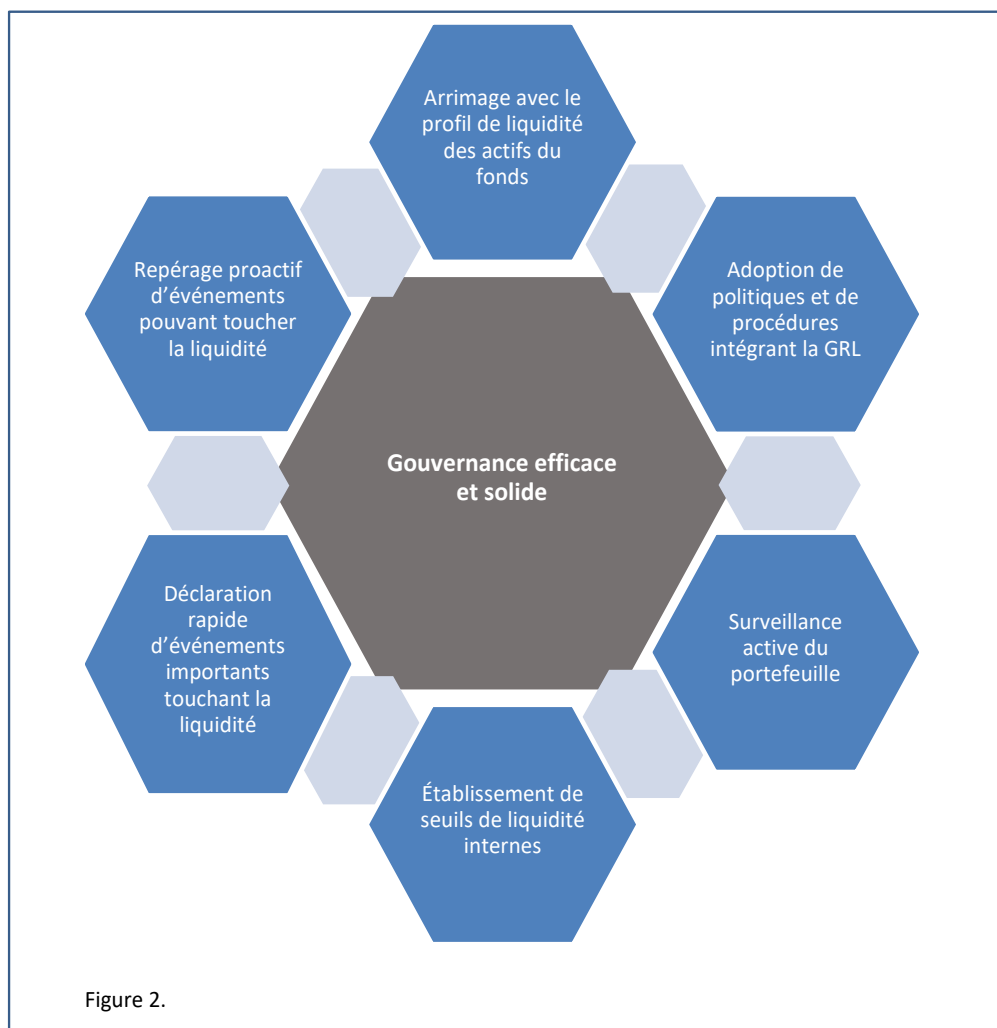 Arrimage avec le
profil de liquidité
des actifs du
fonds
Adoption de
politiques et de
procédures
intégrant la GRL
Surveillance
active du
portefeuille
Établissement de
seuils de liquidité
internes
Déclaration
rapide
d’événements
importants
touchant la
liquidité
Repérage proactif
d’événements
pouvant toucher
la liquidité
Gouvernance efficace
et solide
Figure 2.